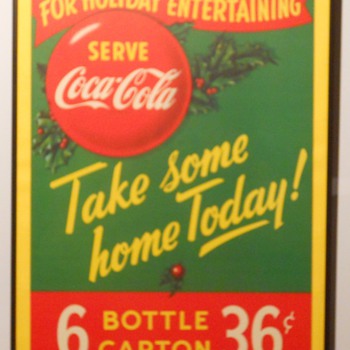 FOR HOLIDAY ENTERTAINING
SERVE
Coca-Cola
Take some
home Today!
6 BOTTLE CARTON 36¢